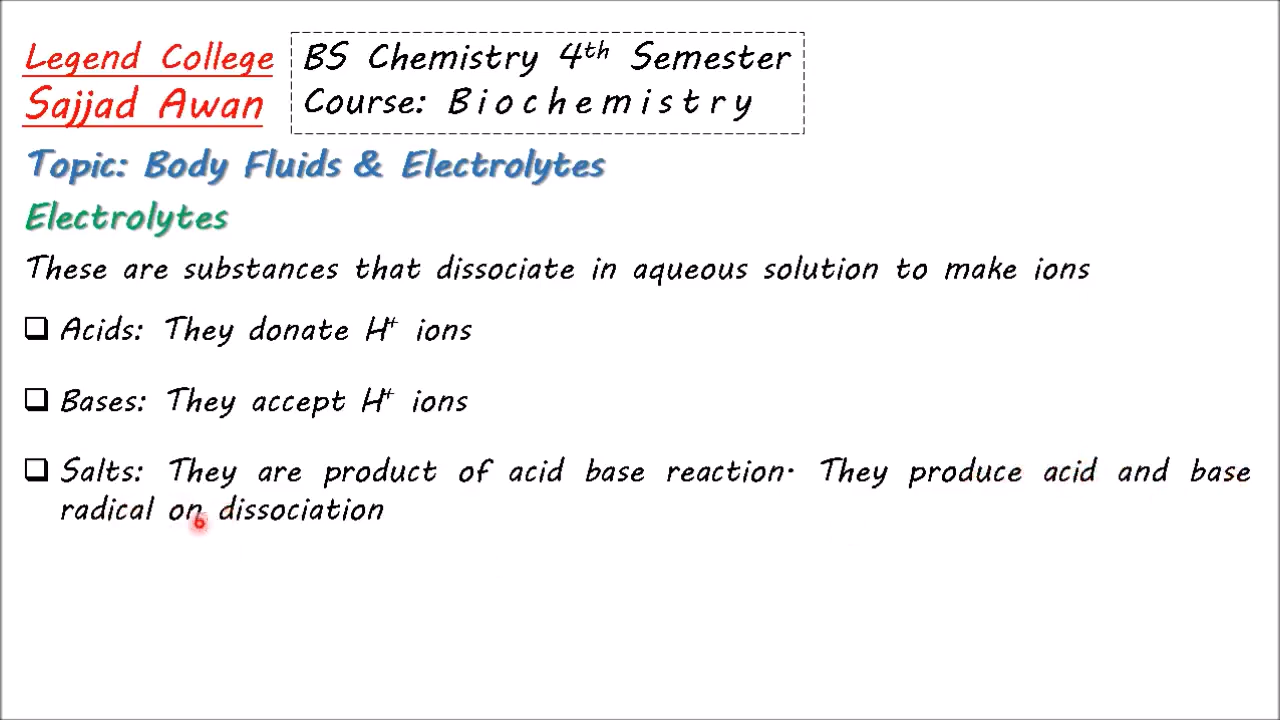 Legend College
Sajjad Awan
BS Chemistry 4th Semester
Course: Biochemistry
Topic: Body Fluids & Electrolytes
Electrolytes
These are substances that dissociate in aqueous solution to make ions
Acids: They donate H⁺ ions
Bases: They accept H⁺ ions
Salts: They are product of acid base reaction. They produce acid and base
radical on dissociation